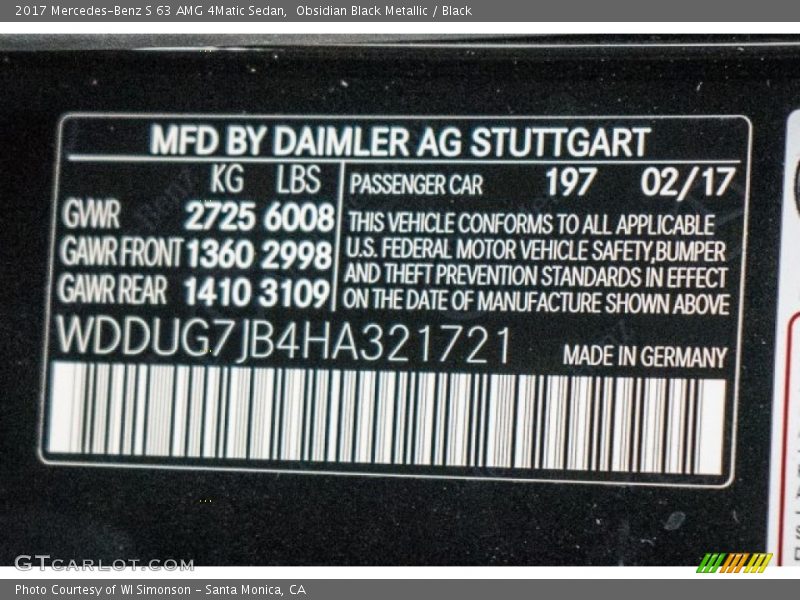 2017 Mercedes-Benz S 63 AMG 4Matic Sedan, Obsidian Black Metallic / Black
MFD BY DAIMLER AG STUTTGART
KG LBS
GWR 2725 6008
GAWR FRONT 1360 2998
GAWR REAR 1410 3109
PASSENGER CAR 197 02/17
THIS VEHICLE CONFORMS TO ALL APPLICABLE
U.S. FEDERAL MOTOR VEHICLE SAFETY,BUMPER
AND THEFT PREVENTION STANDARDS IN EFFECT
ON THE DATE OF MANUFACTURE SHOWN ABOVE
WDDUG7JB4HA321721
MADE IN GERMANY
GTCARLOT.COM
Photo Courtesy of WI Simonson - Santa Monica, CA